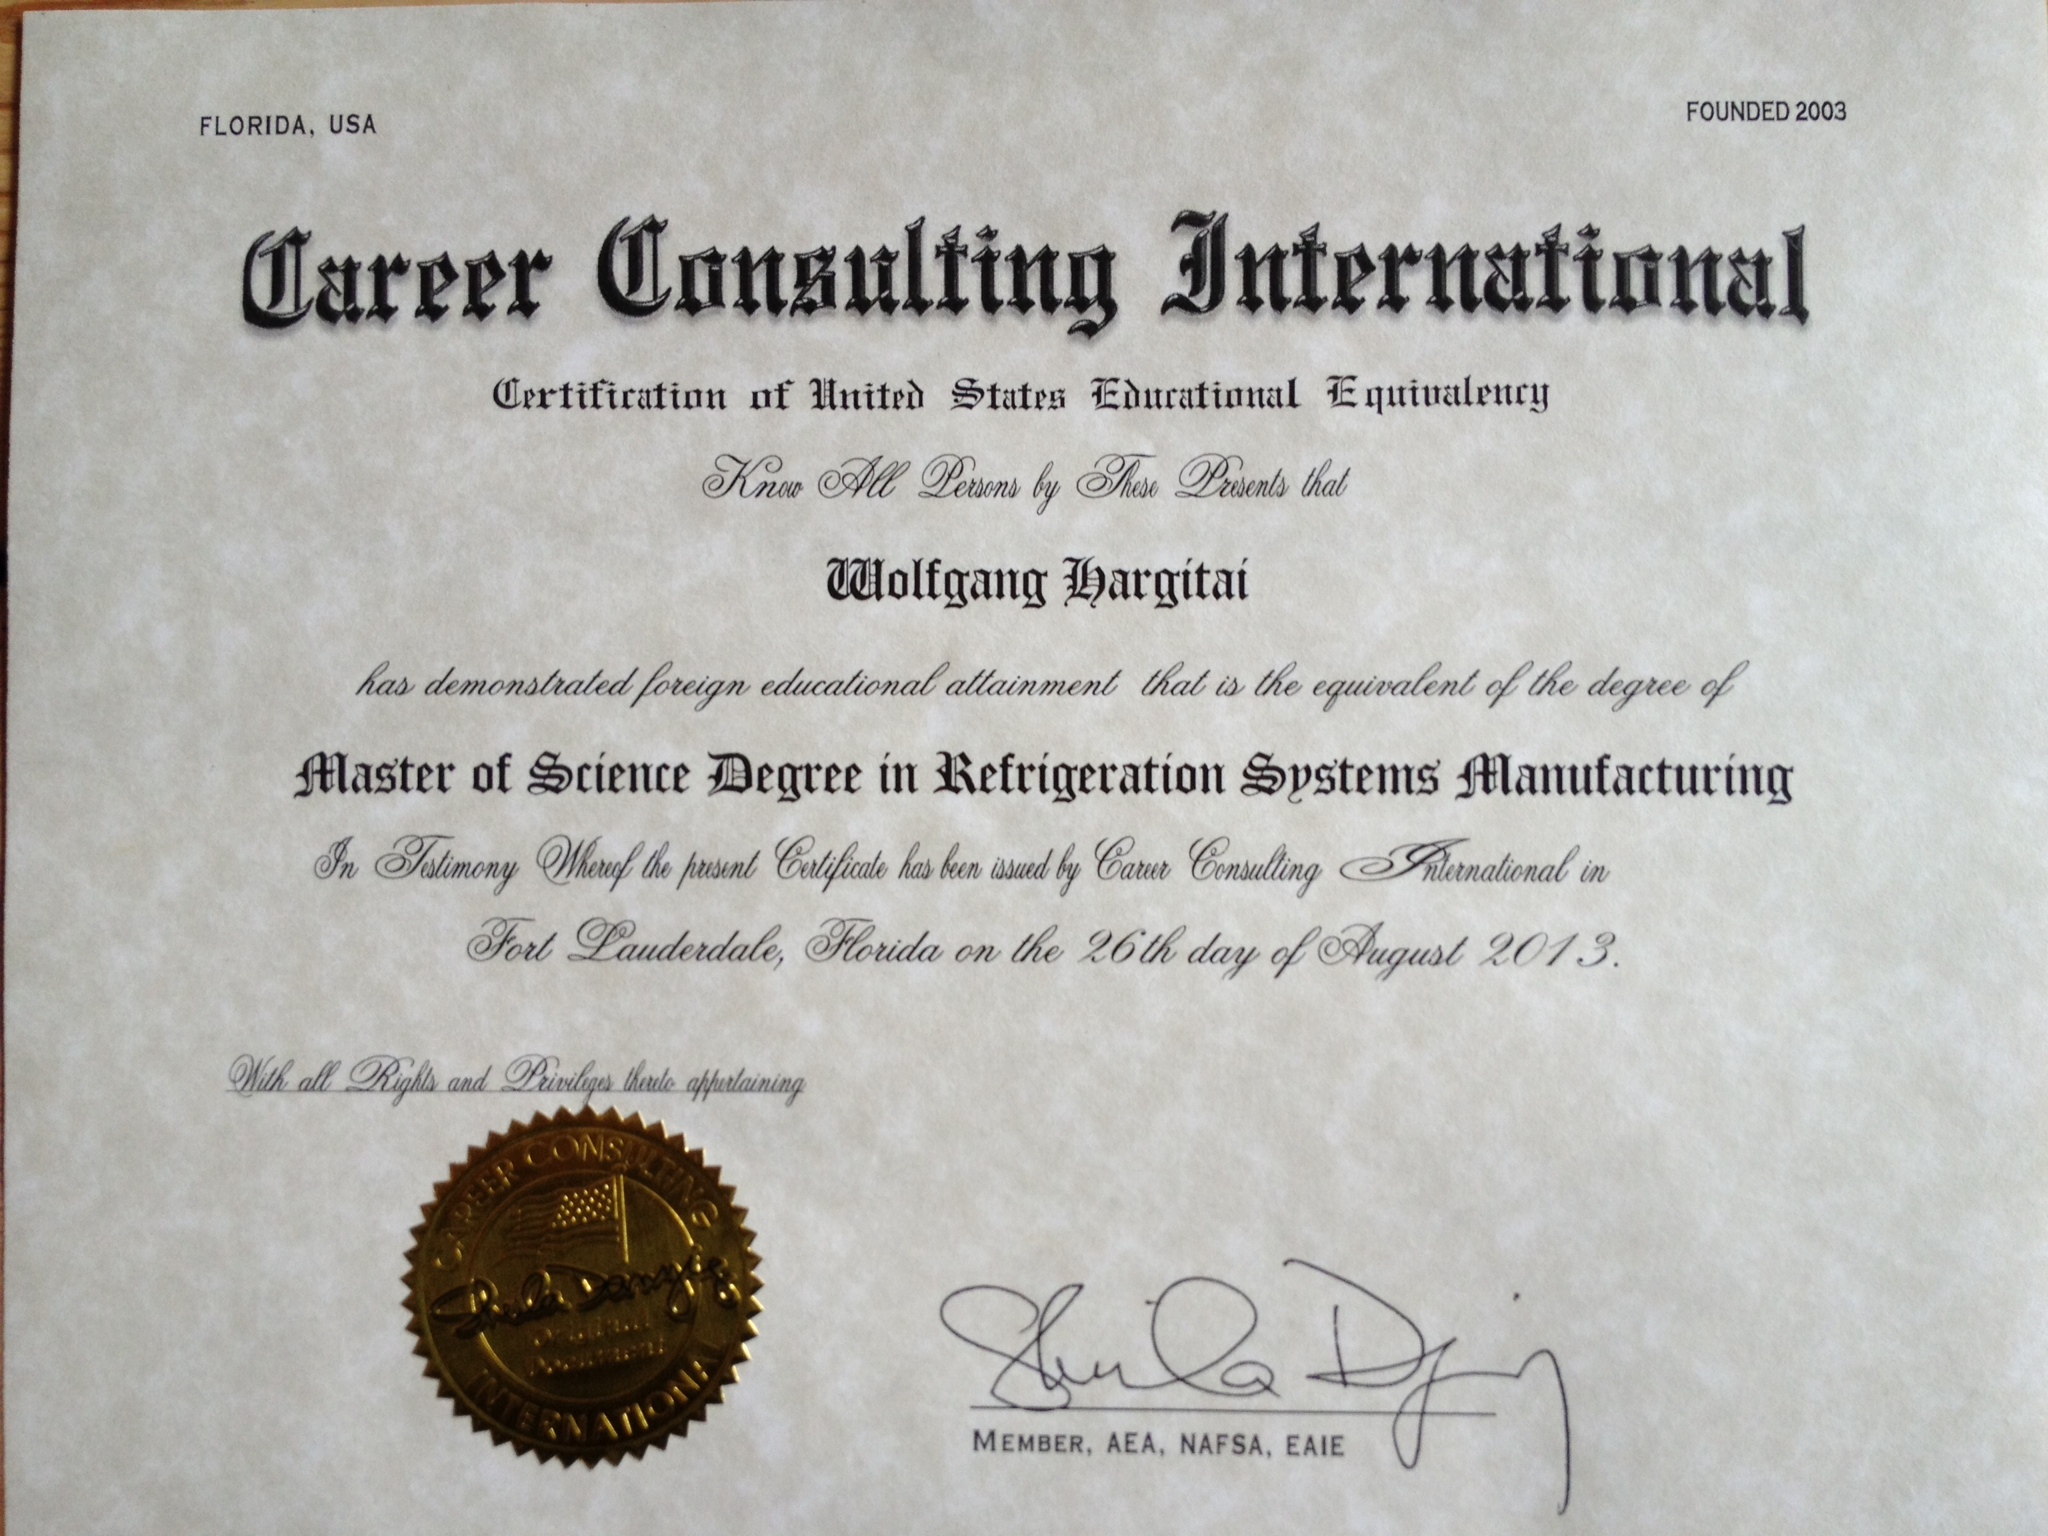 FLORIDA, USA
FOUNDED 2003
Career Consulting International
Certification of United States Educational Equivalency
Know All Persons by These Presents that
Wolfgang Hargitai
has demonstrated foreign educational attainment that is the equivalent of the degree of
Master of Science Degree in Refrigeration Systems Manufacturing
In Testimony Whereof the present Certificate has been issued by Career Consulting International in
Fort Lauderdale, Florida on the 26th day of August 2013.
With all Rights and Privileges thereto appertaining
CAREER CONSULTING
Sheila Danzig
Document
INTERNATIONAL
MEMBER, AEA, NAFSA, EAIE